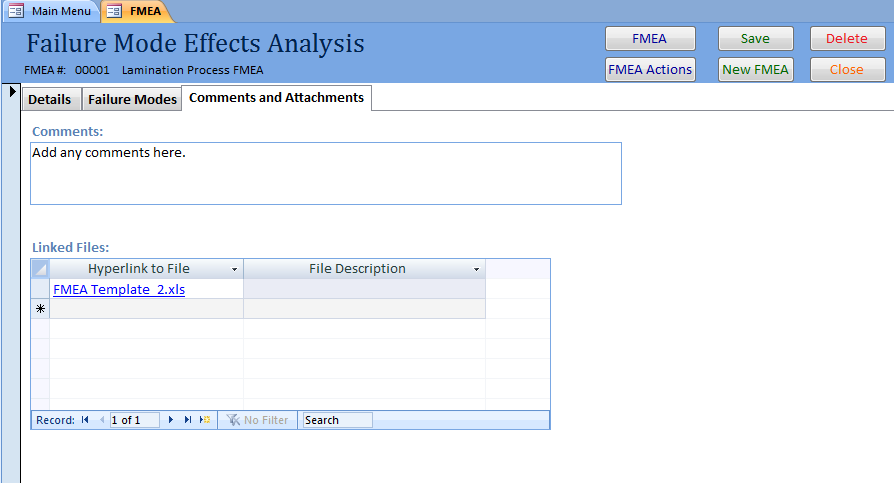 Main Menu FMEA
Failure Mode Effects Analysis
FMEA #: 00001 Lamination Process FMEA
FMEA Save Delete
FMEA Actions New FMEA Close
Details Failure Modes Comments and Attachments
Comments:
Add any comments here.
Linked Files:
Hyperlink to File File Description
FMEA Template_2.xls
Record: 1 of 1 No Filter Search